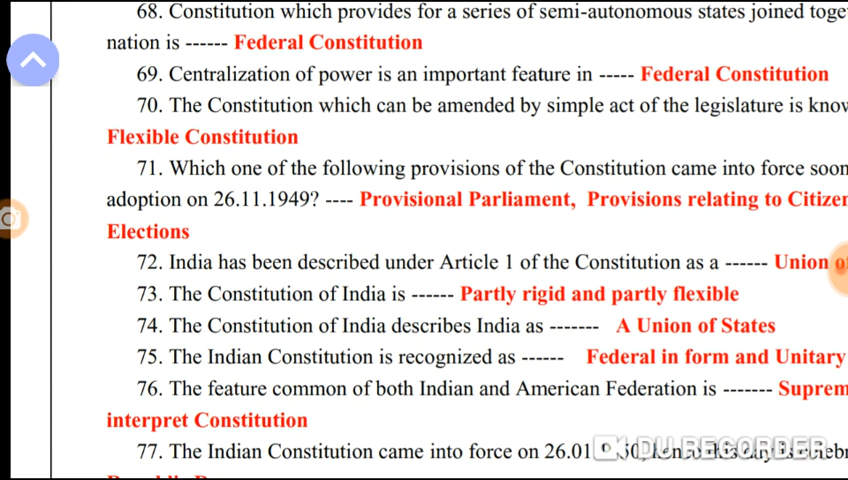 68. Constitution which provides for a series of semi-autonomous states joined toge
nation is ------ Federal Constitution
69. Centralization of power is an important feature in ----- Federal Constitution
70. The Constitution which can be amended by simple act of the legislature is know
Flexible Constitution
71. Which one of the following provisions of the Constitution came into force soon
adoption on 26.11.1949? ---- Provisional Parliament, Provisions relating to Citizen
Elections
72. India has been described under Article 1 of the Constitution as a ------ Union of
73. The Constitution of India is ------ Partly rigid and partly flexible
74. The Constitution of India describes India as ------- A Union of States
75. The Indian Constitution is recognized as ------ Federal in form and Unitary
76. The feature common of both Indian and American Federation is ------- Suprem
interpret Constitution
77. The Indian Constitution came into force on 26.01.1950, hence this day is celebr
DU RECORDER